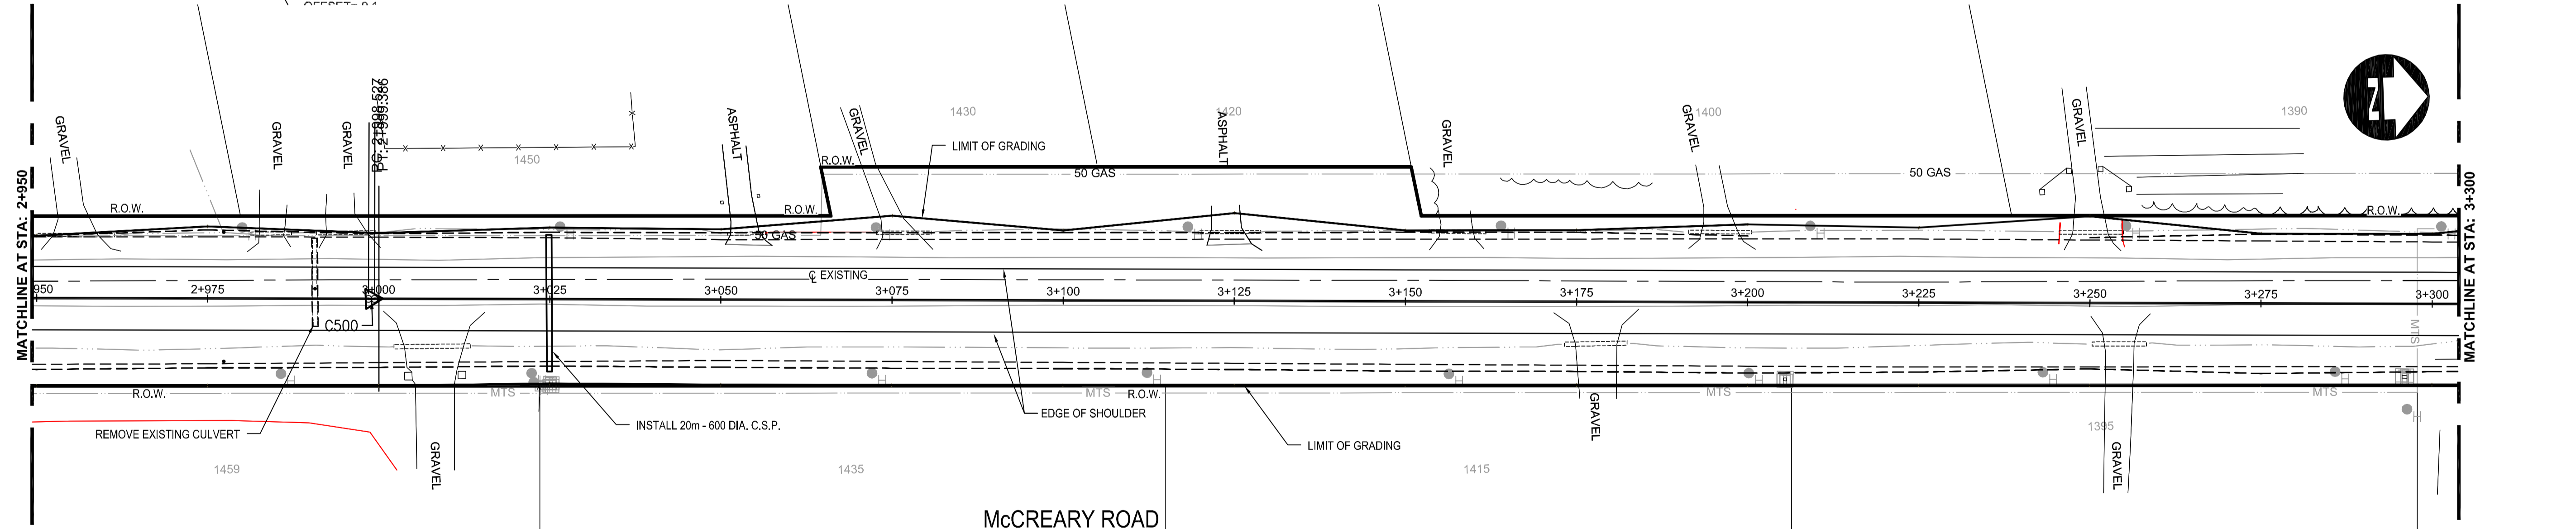 MATCHLINE AT STA: 2+950
MATCHLINE AT STA: 3+300
N
GRAVEL
GRAVEL
GRAVEL
BC: 2+998.527
PT: 2+999.386
1450
ASPHALT
GRAVEL
1430
LIMIT OF GRADING
1420
ASPHALT
GRAVEL
GRAVEL
1400
GRAVEL
1390
R.O.W.
50 GAS
50 GAS
R.O.W.
R.O.W.
R.O.W.
50 GAS
H
H
H
H
H
H
H
H
℄ EXISTING
950
2+975
3+000
3+025
3+050
3+075
3+100
3+125
3+150
3+175
3+200
3+225
3+250
3+275
3+300
C500
MTS
H
H
H
H
H
H
H
H
R.O.W.
MTS
MTS
R.O.W.
MTS
MTS
EDGE OF SHOULDER
INSTALL 20m - 600 DIA. C.S.P.
REMOVE EXISTING CULVERT
LIMIT OF GRADING
GRAVEL
GRAVEL
GRAVEL
1395
1459
1435
1415
McCREARY ROAD